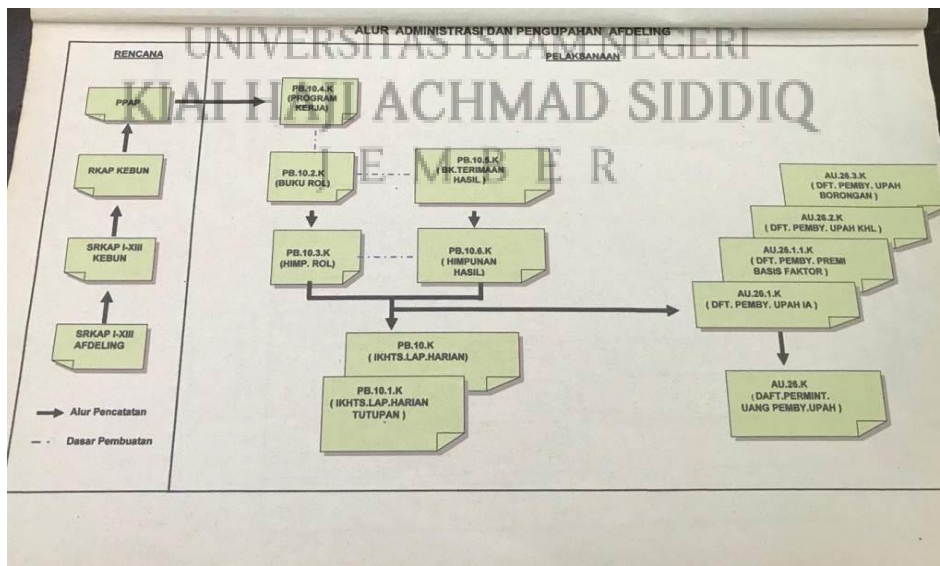 ALUR ADMINISTRASI DAN PENGUPAHAN AFDELING
UNIVERSITAS ISLAM NEGERI
KIAI HAJI ACHMAD SIDDIQ
JEMBER
RENCANA
PELAKSANAAN
PPAP
RKAP KEBUN
SRKAP I-XIII
KEBUN
SRKAP I-XIII
AFDELING
Alur Pencatatan
Dasar Pembuatan
PB.10.4.K
(PROGRAM
KERJA)
PB.10.2.K
(BUKU ROL)
PB.10.5.K
( BK.TERIMAAN
HASIL )
PB.10.3.K
(HIMP. ROL)
PB.10.6.K
( HIMPUNAN
HASIL)
PB.10.K
( IKHTS.LAP.HARIAN)
PB.10.1.K
( IKHTS.LAP.HARIAN
TUTUPAN )
AU.26.3.K
( DFT. PEMBY. UPAH
BORONGAN )
AU.26.2.K
( DFT. PEMBY. UPAH KHL )
AU.26.1.1.K
( DFT. PEMBY. PREMI
BASIS FAKTOR )
AU.26.1.K
( DFT. PEMBY. UPAH IA )
AU.26.K
(DAFT.PERMINT.
UANG PEMBY.UPAH )